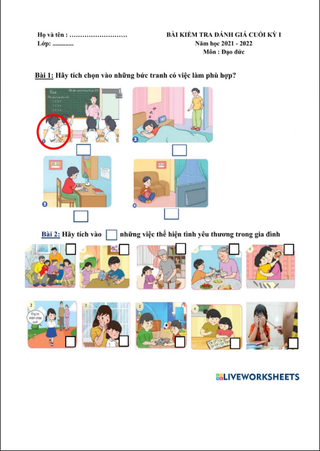 Họ và tên : ............................
BÀI KIỂM TRA ĐÁNH GIÁ CUỐI KỲ I
Lớp: ............
Năm học 2021 - 2022
Môn : Đạo đức
Bài 1: Hãy tích chọn vào những bức tranh có việc làm phù hợp?
Bài 2: Hãy tích vào những việc thể hiện tình yêu thương trong gia đình
LIVEWORKSHEETS